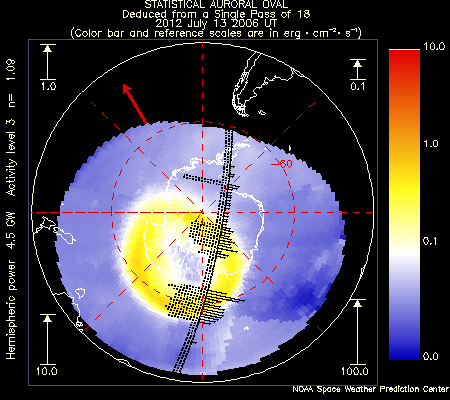 STATISTICAL AURORAL OVAL
Deduced from a Single Pass of 18
2012 July 13 2006 UT
(Color bar and reference scales are in erg·cm⁻²·s⁻¹)
Hemispheric power 4.5 GW Activity level 3 n= 1.09
1.0
0.1
10.0
100.0
-60
10.0
1.0
0.1
0.0
NOAA Space Weather Prediction Center